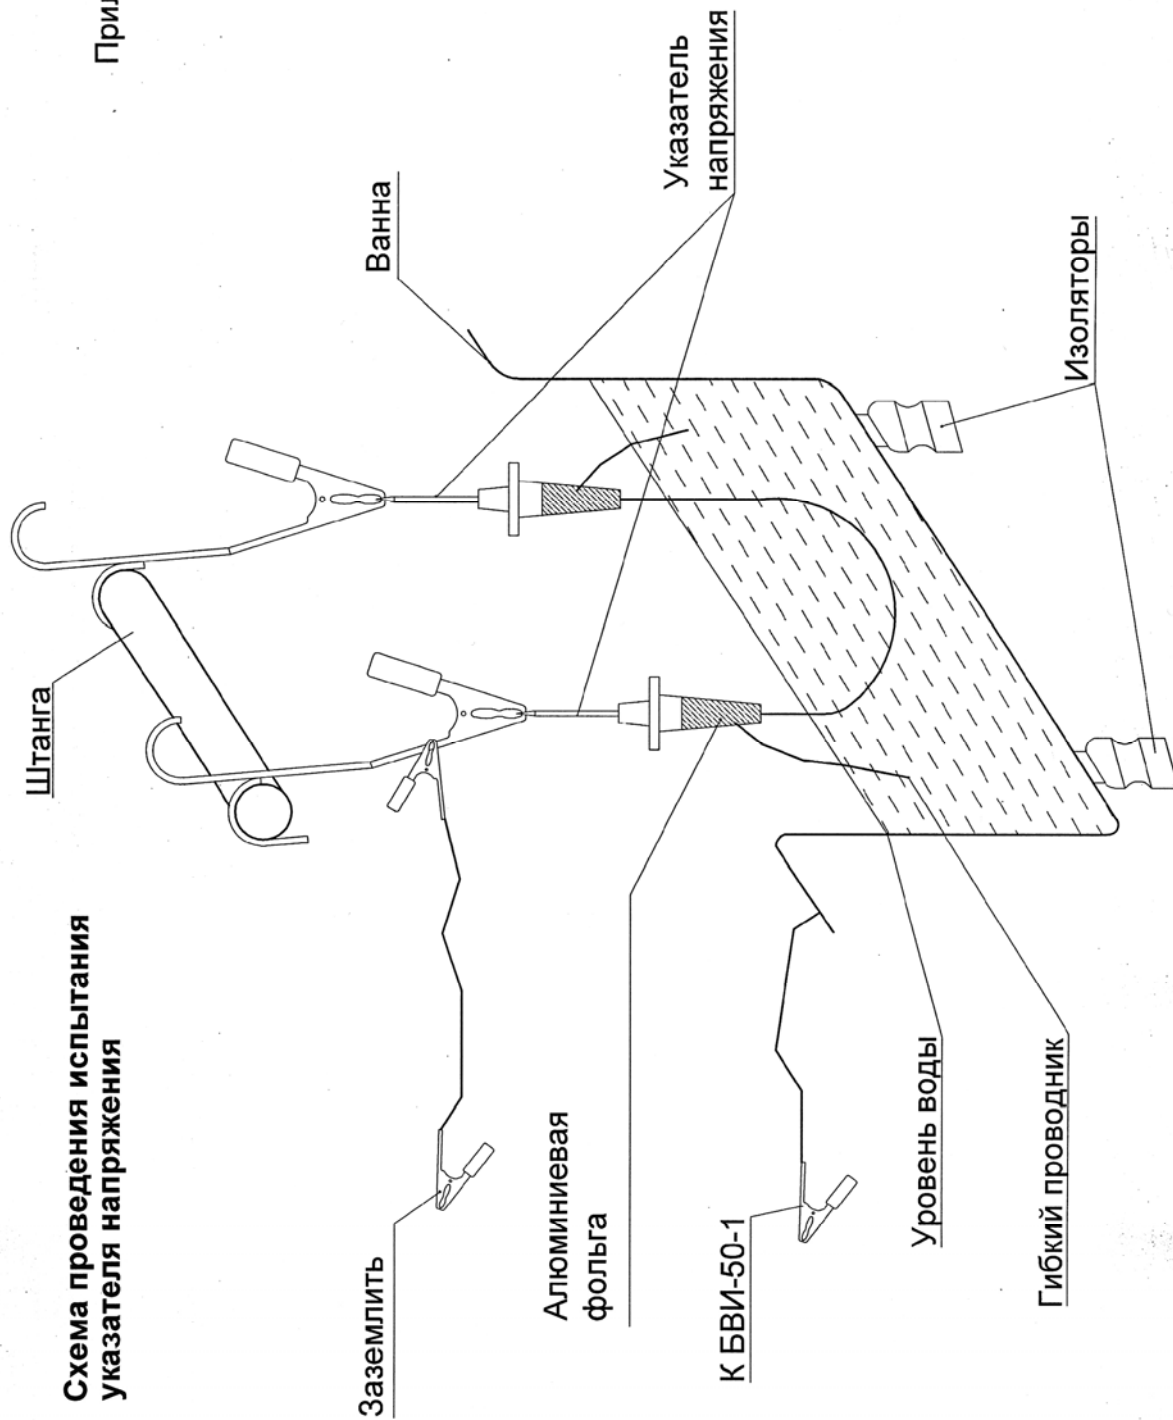 Схема проведения испытания
указателя напряжения
Штанга
Ванна
Указатель
напряжения
Заземлить
Алюминиевая
фольга
К БВИ-50-1
Уровень воды
Гибкий проводник
Изоляторы